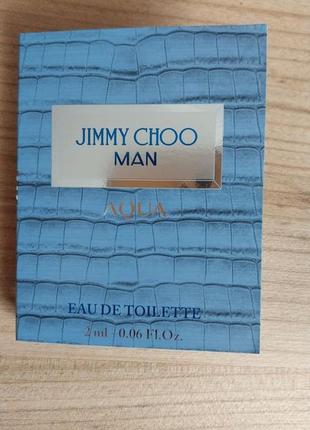 JIMMY CHOO
MAN
AQUA
EAU DE TOILETTE
2 ml - 0.06 Fl.Oz.